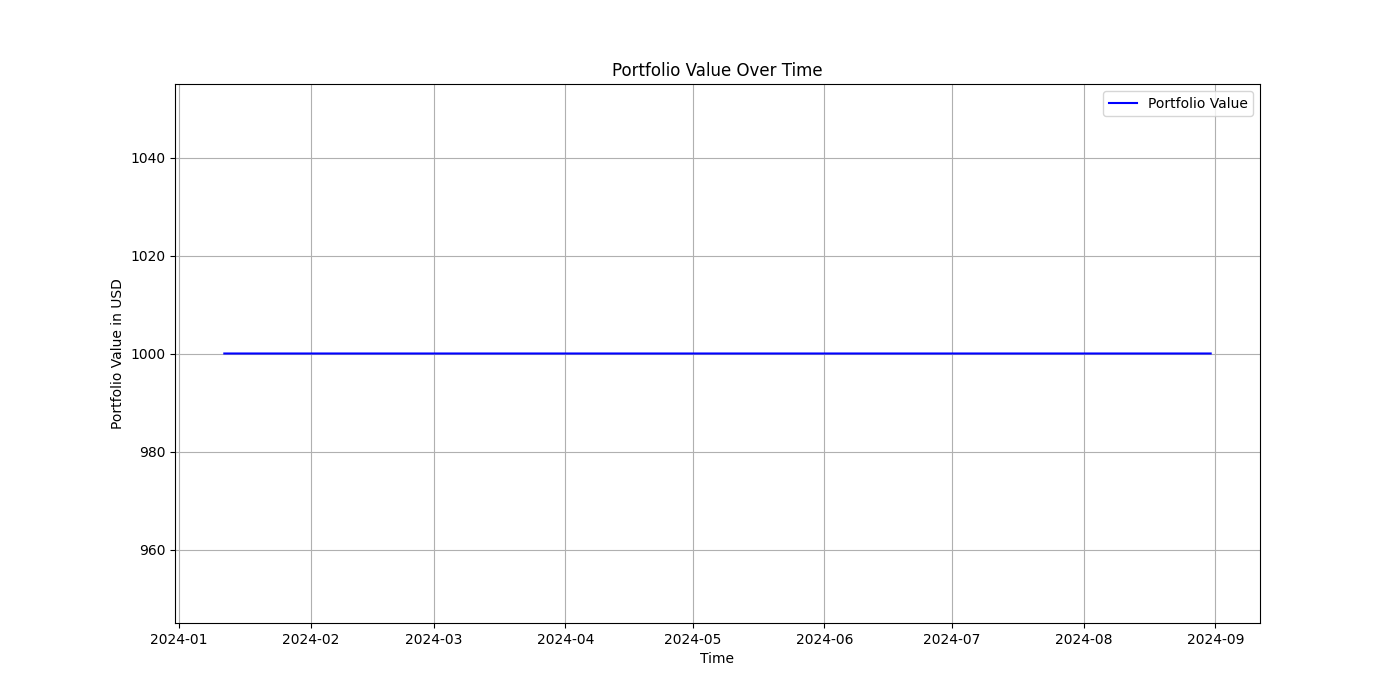 Portfolio Value Over Time
Portfolio Value
1040
1020
1000
980
960
Portfolio Value in USD
2024-01 2024-02 2024-03 2024-04 2024-05 2024-06 2024-07 2024-08 2024-09
Time